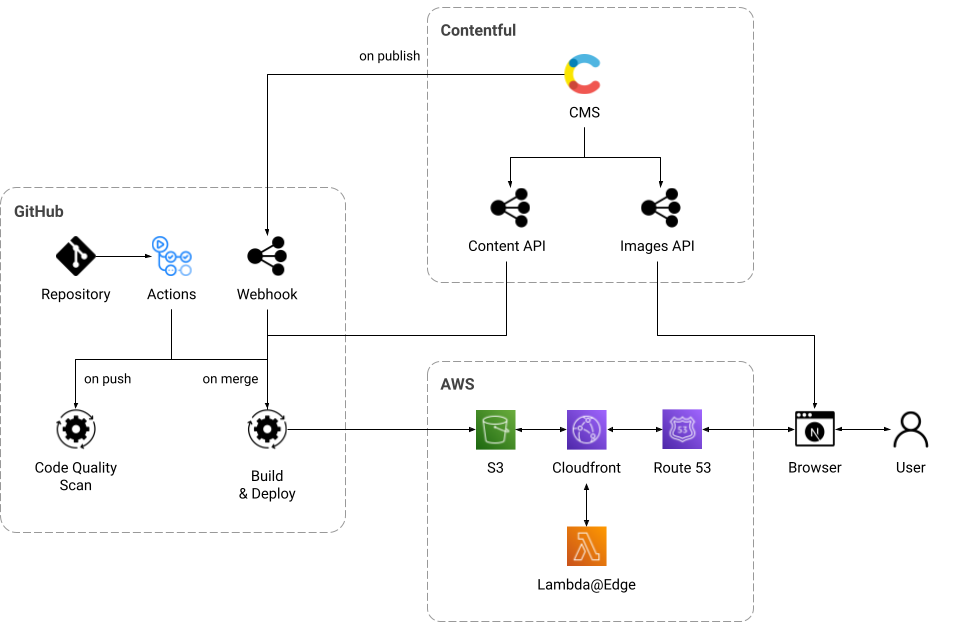 Contentful
on publish
CMS
Content API
Images API
GitHub
Repository
Actions
Webhook
on push
on merge
Code Quality
Scan
Build
& Deploy
AWS
S3
Cloudfront
53
Route 53
N
Browser
User
Lambda@Edge